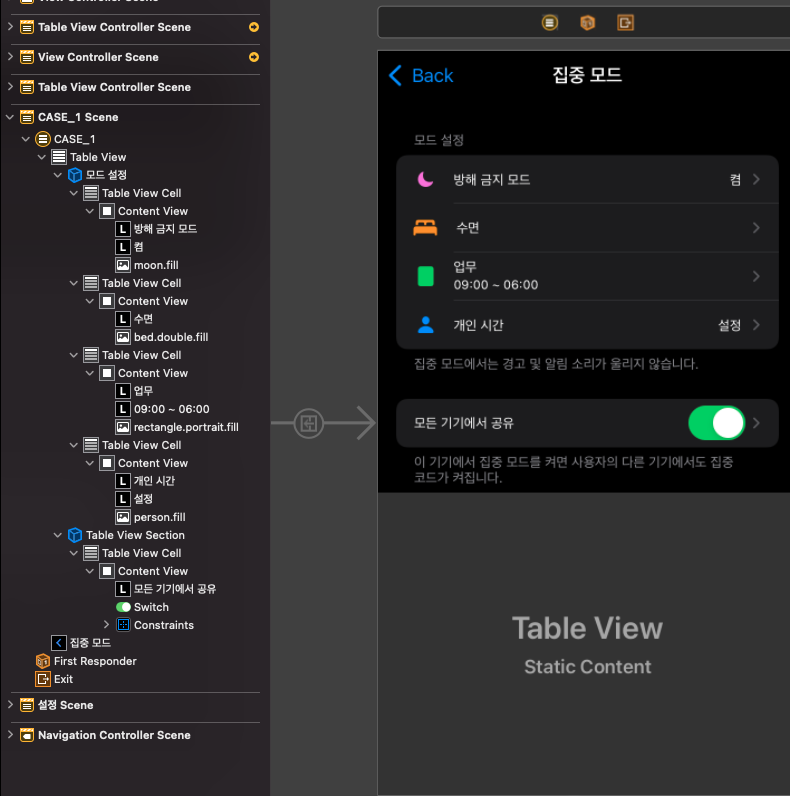 View Controller Scene
Table View Controller Scene
View Controller Scene
Table View Controller Scene
CASE_1 Scene
CASE_1
Table View
모드 설정
Table View Cell
Content View
L 방해 금지 모드
L 켬
moon.fill
Table View Cell
Content View
L 수면
bed.double.fill
Table View Cell
Content View
L 업무
L 09:00 ~ 06:00
rectangle.portrait.fill
Table View Cell
Content View
L 개인 시간
L 설정
person.fill
Table View Section
Table View Cell
Content View
L 모든 기기에서 공유
Switch
Constraints
집중 모드
First Responder
Exit
설정 Scene
Navigation Controller Scene
Back
집중 모드
모드 설정
방해 금지 모드 켬
수면
업무
09:00 ~ 06:00
개인 시간 설정
집중 모드에서는 경고 및 알림 소리가 울리지 않습니다.
모든 기기에서 공유
이 기기에서 집중 모드를 켜면 사용자의 다른 기기에서도 집중
코드가 켜집니다.
Table View
Static Content